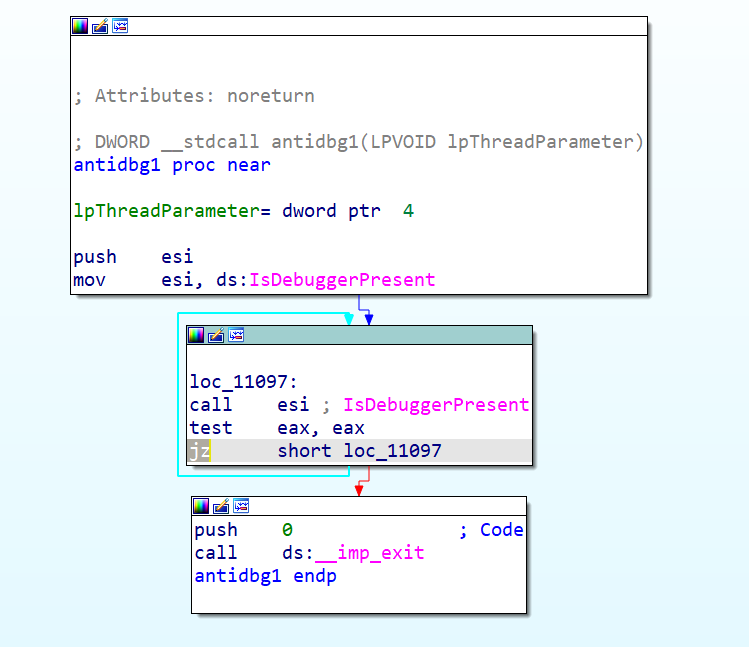 ; Attributes: noreturn
; DWORD __stdcall antidbg1(LPVOID lpThreadParameter)
antidbg1 proc near
lpThreadParameter= dword ptr  4
push    esi
mov     esi, ds:IsDebuggerPresent
loc_11097:
call    esi ; IsDebuggerPresent
test    eax, eax
jz      short loc_11097
push    0               ; Code
call    ds:__imp_exit
antidbg1 endp